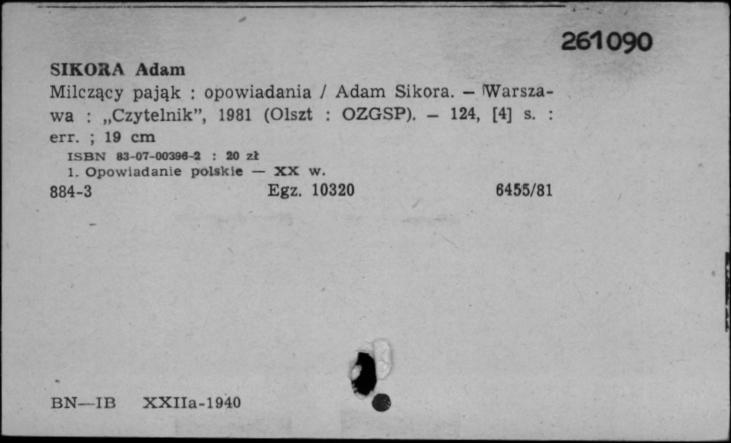 261090
SIKORA Adam
Milczący pająk : opowiadania / Adam Sikora. — Warsza-
wa : „Czytelnik”, 1981 (Olszt : OZGSP). — 124, [4] s. :
err. ; 19 cm
ISBN 83-07-00396-2 : 20 zł
1. Opowiadanie polskie — XX w.
884-3 Egz. 10320 6455/81
BN—IB XXIIa-1940